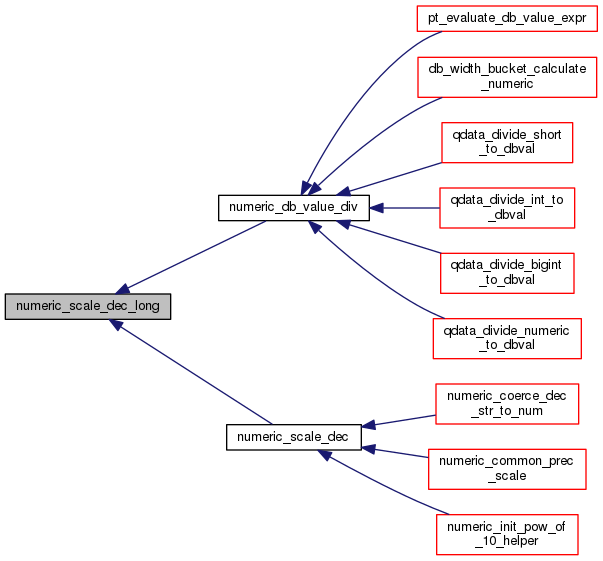 pt_evaluate_db_value_expr
db_width_bucket_calculate
_numeric
qdata_divide_short
_to_dbval
numeric_db_value_div
qdata_divide_int_to
_dbval
qdata_divide_bigint
_to_dbval
numeric_scale_dec_long
qdata_divide_numeric
_to_dbval
numeric_coerce_dec
_str_to_num
numeric_scale_dec
numeric_common_prec
_scale
numeric_init_pow_of
_10_helper